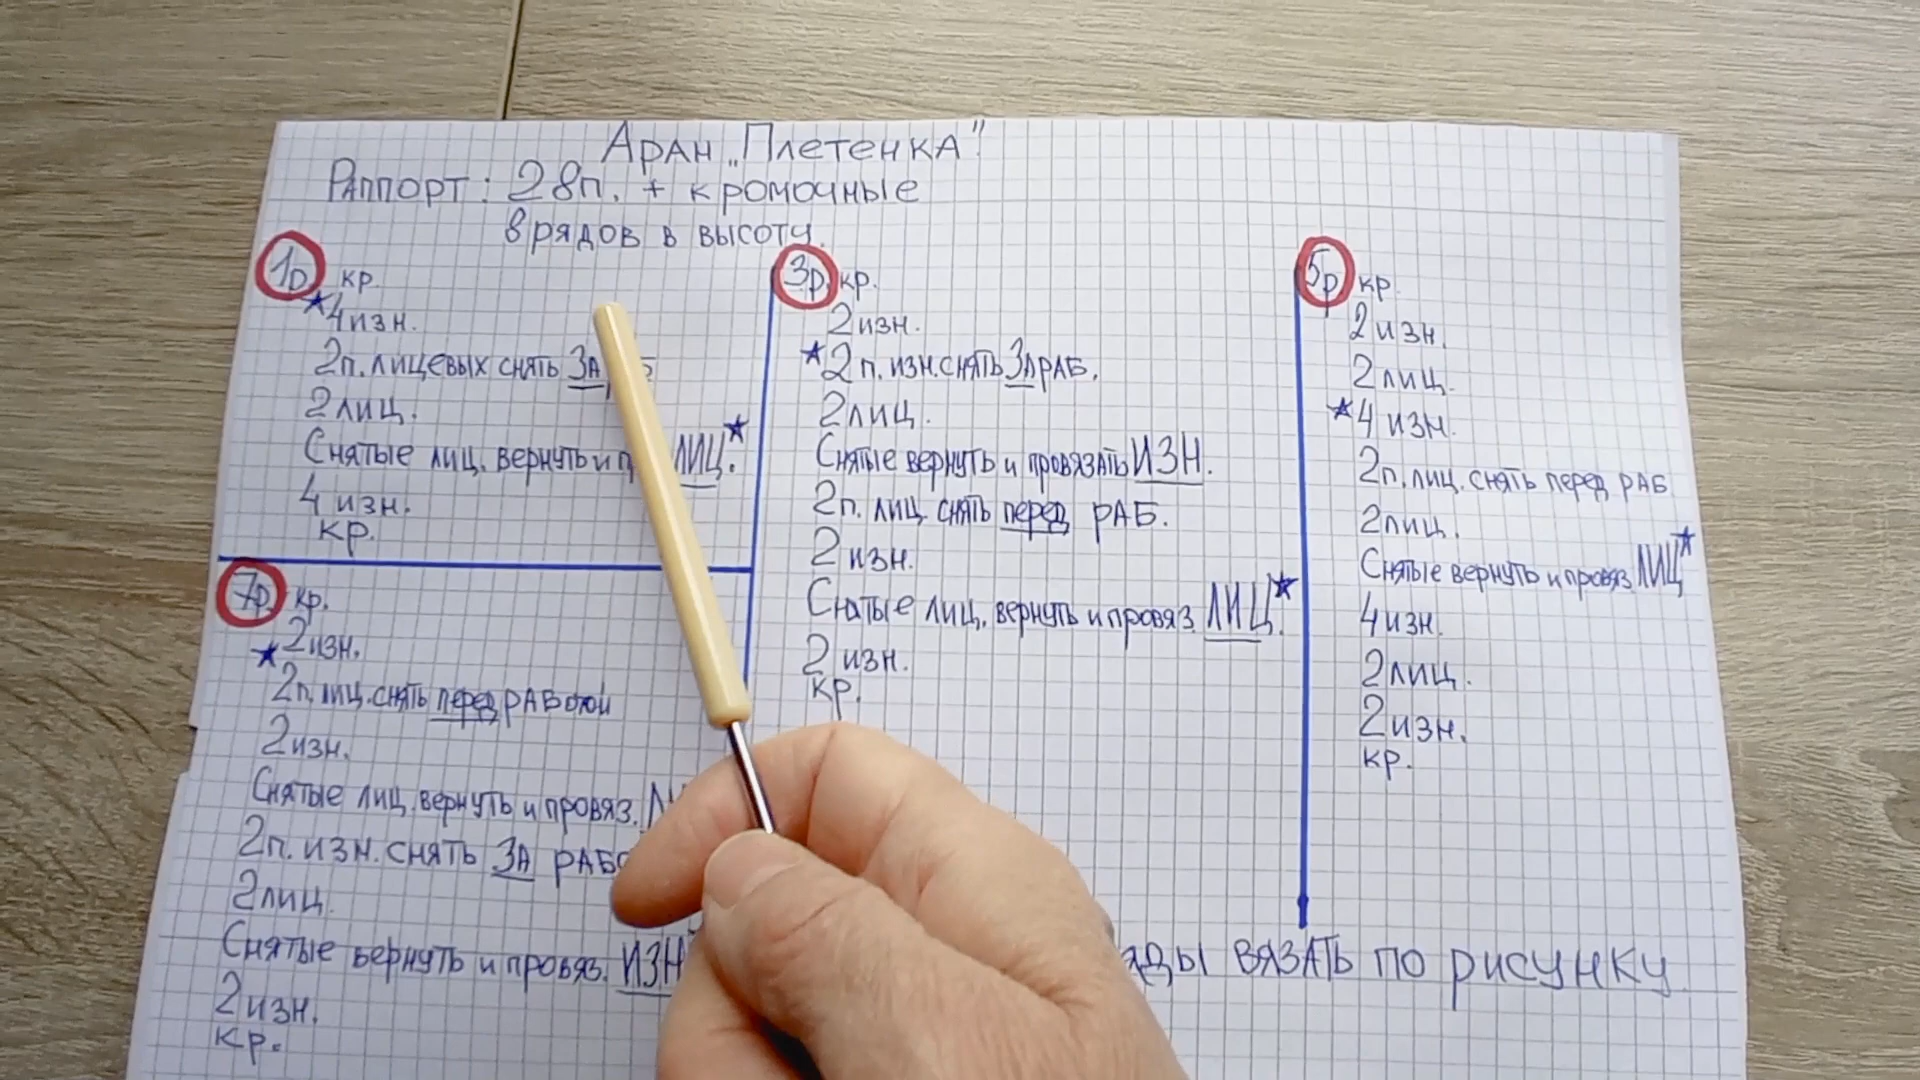 Аран „Плетенка"
Раппорт: 28п. + кромочные
8 рядов в высоту.
1р. кр.
*4 изн.
2п. лицевых снять ЗА
2 лиц.
Снятые лиц. вернуть и ЛИЦ.*
4 изн.
кр.
3р. кр.
2 изн.
*2 п. изн. снять ЗА РАБ.
2 лиц.
Снятые вернуть и провязать ИЗН.
2п. лиц. снять перед РАБ.
2 изн.
Снятые лиц. вернуть и провяз. ЛИЦ.*
2 изн.
кр.
5р кр.
2 изн.
2 лиц.
*4 изн.
2п. лиц. снять перед РАБ
2 лиц.
Снятые вернуть и провяз ЛИЦ*
4 изн.
2 лиц.
2 изн.
кр.
7р. кр.
*2 изн.
2п. лиц. снять перед РАБОТОЙ
2 изн.
Снятые лиц. вернуть и провяз.
2п. изн. снять ЗА
2 лиц.
Снятые вернуть и провяз. ИЗН
2 изн.
кр.
ВЯЗАТЬ ПО РИСУНКУ.